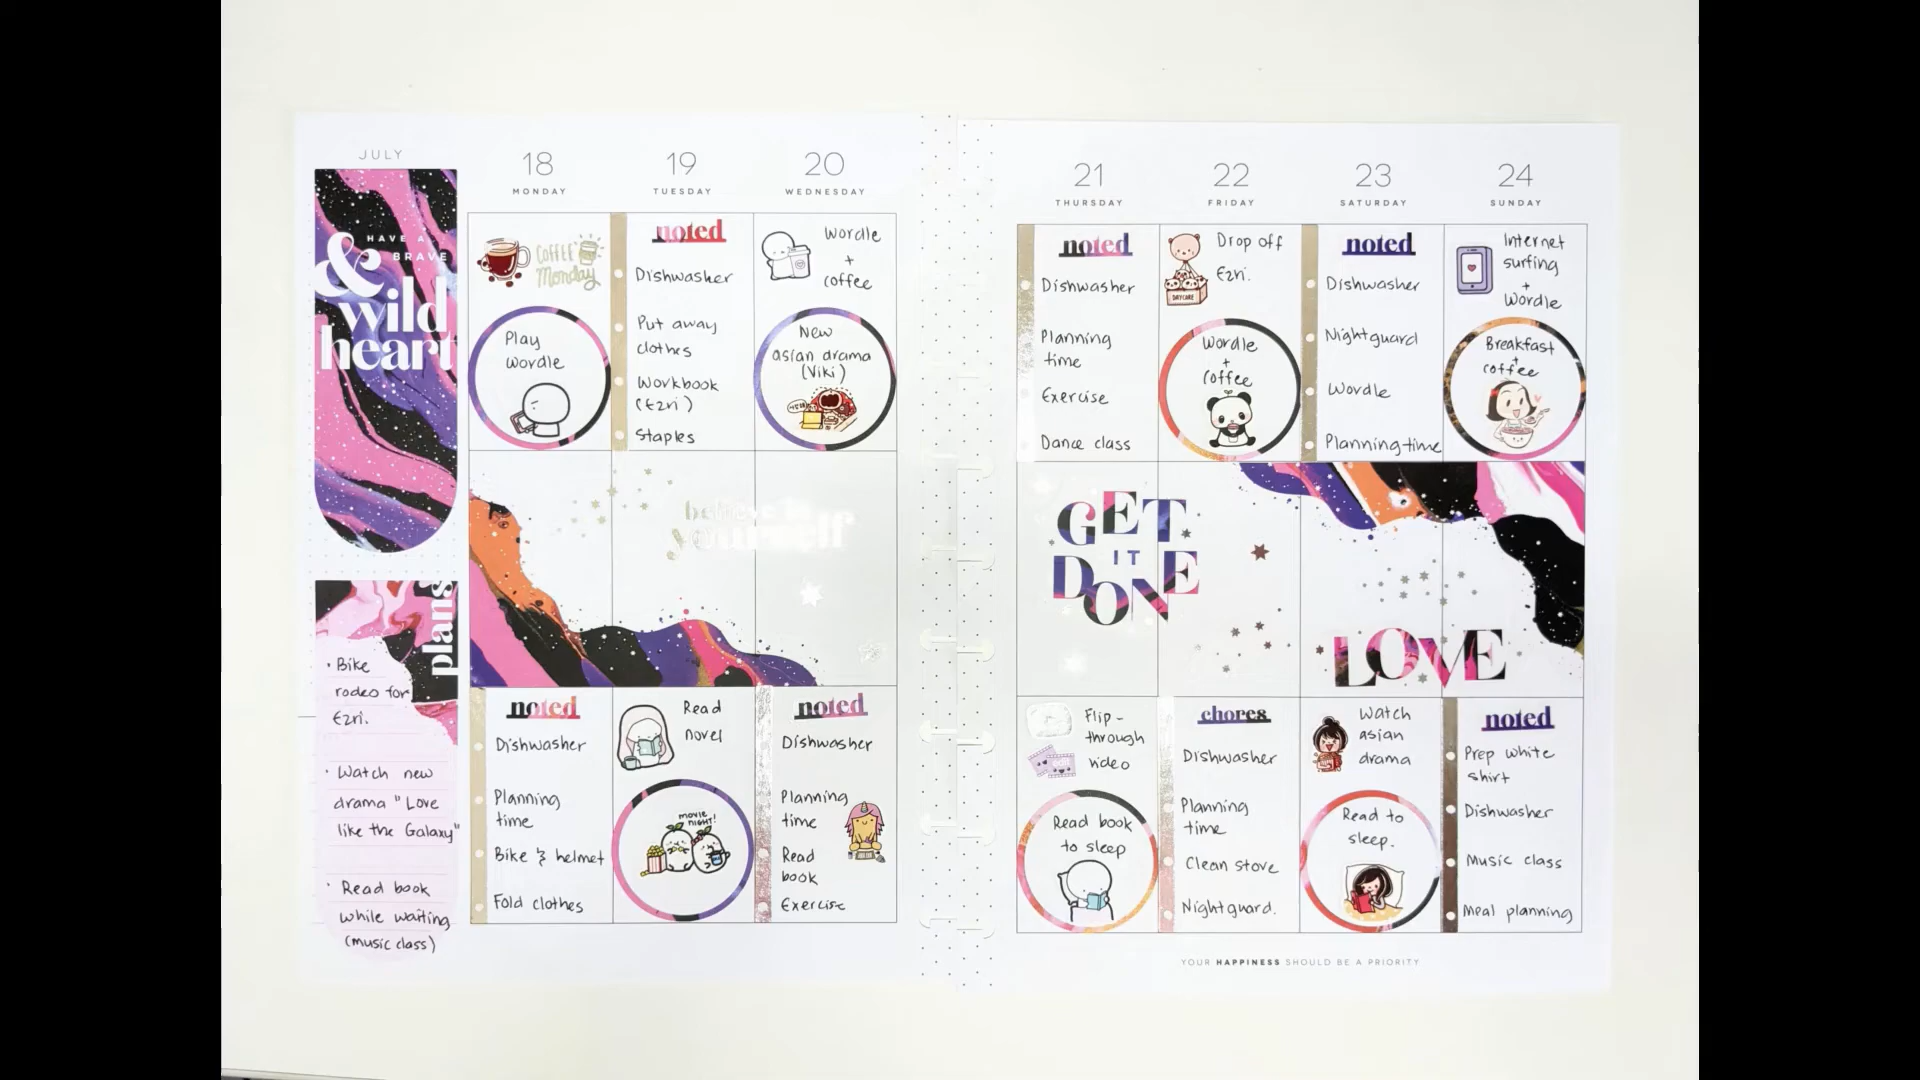 JULY
HAVE A
& BRAVE
wild
heart
plans
· Bike
rodeo for
Ezri.
· Watch new
drama "Love
like the Galaxy"
· Read book
while waiting
(music class)
18
MONDAY
COFFEE
Monday
Play
Wordle
noted
Dishwasher
Planning
time
Bike & helmet
Fold clothes
19
TUESDAY
noted
Dishwasher
Put away
clothes
Workbook
(Ezri)
Staples
Read
novel
MOVIE
NIGHT!
20
WEDNESDAY
Wordle
+
coffee
New
asian drama
(Viki)
noted
Dishwasher
Planning
time
Read
book
Exercise
believe in
yourself
21
THURSDAY
noted
Dishwasher
Planning
time
Exercise
Dance class
GET
IT
DONE
Flip-
through
video
Read book
to sleep
22
FRIDAY
Drop off
Ezri.
DAYCARE
Wordle
+
coffee
chores
Dishwasher
Planning
time
Clean stove
Nightguard.
23
SATURDAY
noted
Dishwasher
Nightguard
Wordle
Planning time
LOVE
Watch
asian
drama
Read to
sleep.
24
SUNDAY
Internet
surfing
+
Wordle
Breakfast
+
coffee
noted
Prep white
shirt
Dishwasher
Music class
Meal planning
YOUR HAPPINESS SHOULD BE A PRIORITY